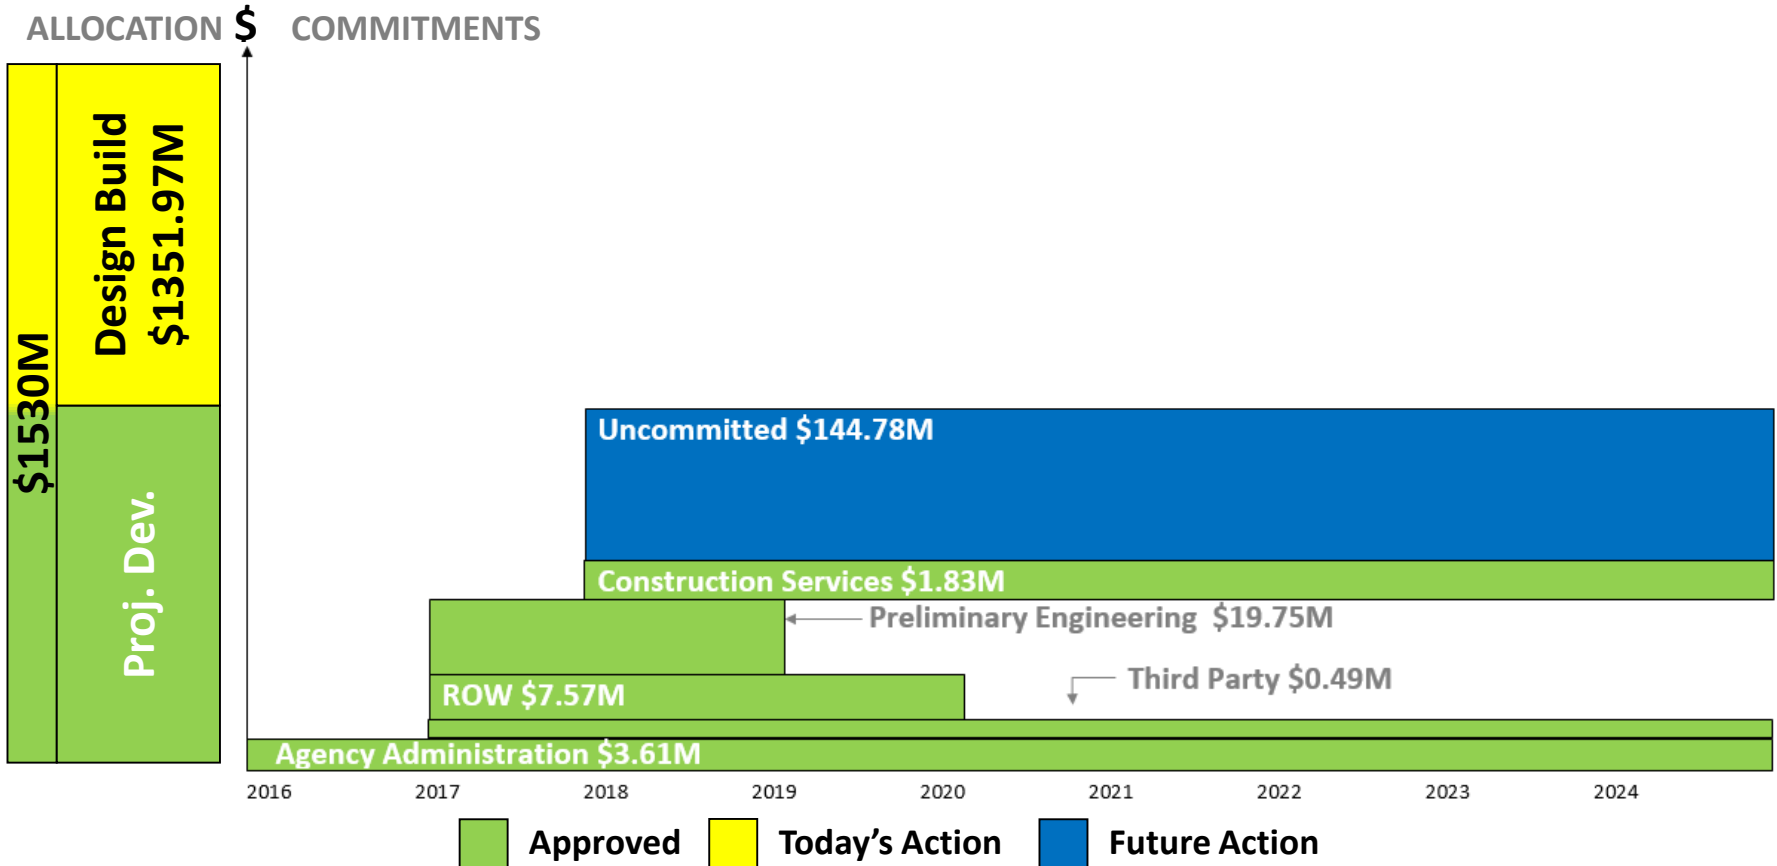 ALLOCATION $ COMMITMENTS
$1530M
Design Build
$1351.97M
Proj. Dev.
Uncommitted $144.78M
Construction Services $1.83M
Preliminary Engineering $19.75M
Third Party $0.49M
ROW $7.57M
Agency Administration $3.61M
2016 2017 2018 2019 2020 2021 2022 2023 2024
Approved Today's Action Future Action